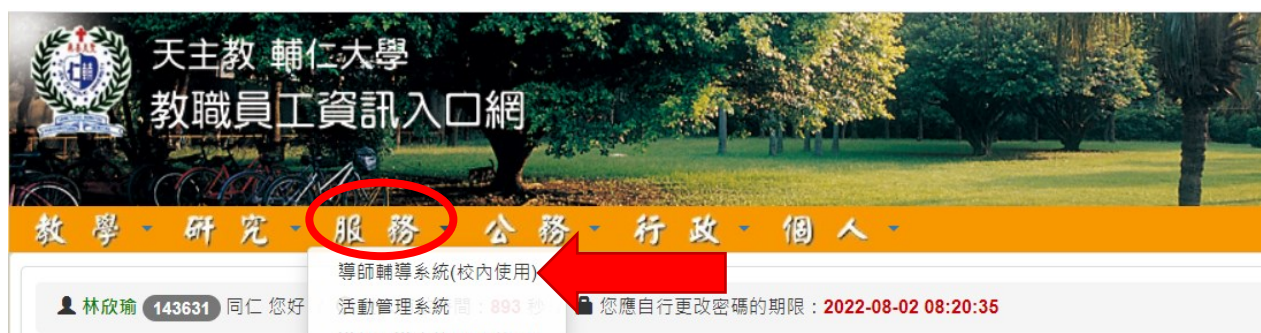 天主教 輔仁大學
教職員工資訊入口網
教學 研究 服務 公務 行政 個人
導師輔導系統(校內使用)
林欣瑜 143631 同仁 您好 活動管理系統 間：893 秒 您應自行更改密碼的期限：2022-08-02 08:20:35